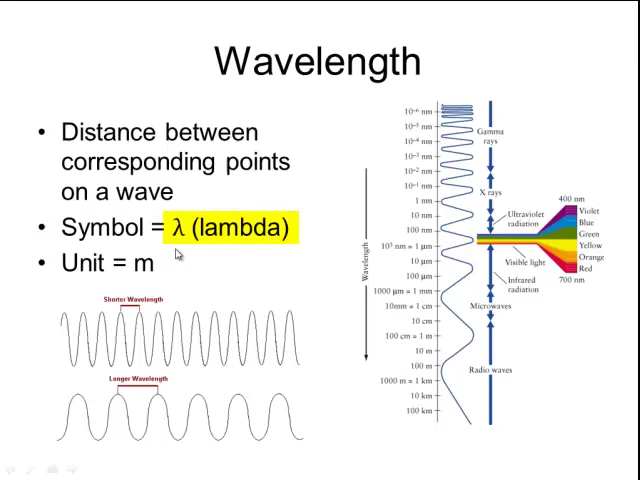 Wavelength
• Distance between
corresponding points
on a wave
• Symbol = λ (lambda)
• Unit = m
Shorter Wavelength
Longer Wavelength
Wavelength
10⁻⁶ nm
10⁻⁵ nm
10⁻⁴ nm
10⁻³ nm
10⁻² nm
10⁻¹ nm
1 nm
10 nm
100 nm
10³ nm = 1 μm
10 μm
100 μm
1000 μm = 1 mm
10mm = 1 cm
10 cm
100 cm = 1 m
10 m
100 m
1000 m = 1 km
10 km
100 km
Gamma
rays
X rays
Ultraviolet
radiation
Visible light
Infrared
radiation
Microwaves
Radio waves
400 nm
Violet
Blue
Green
Yellow
Orange
Red
700 nm